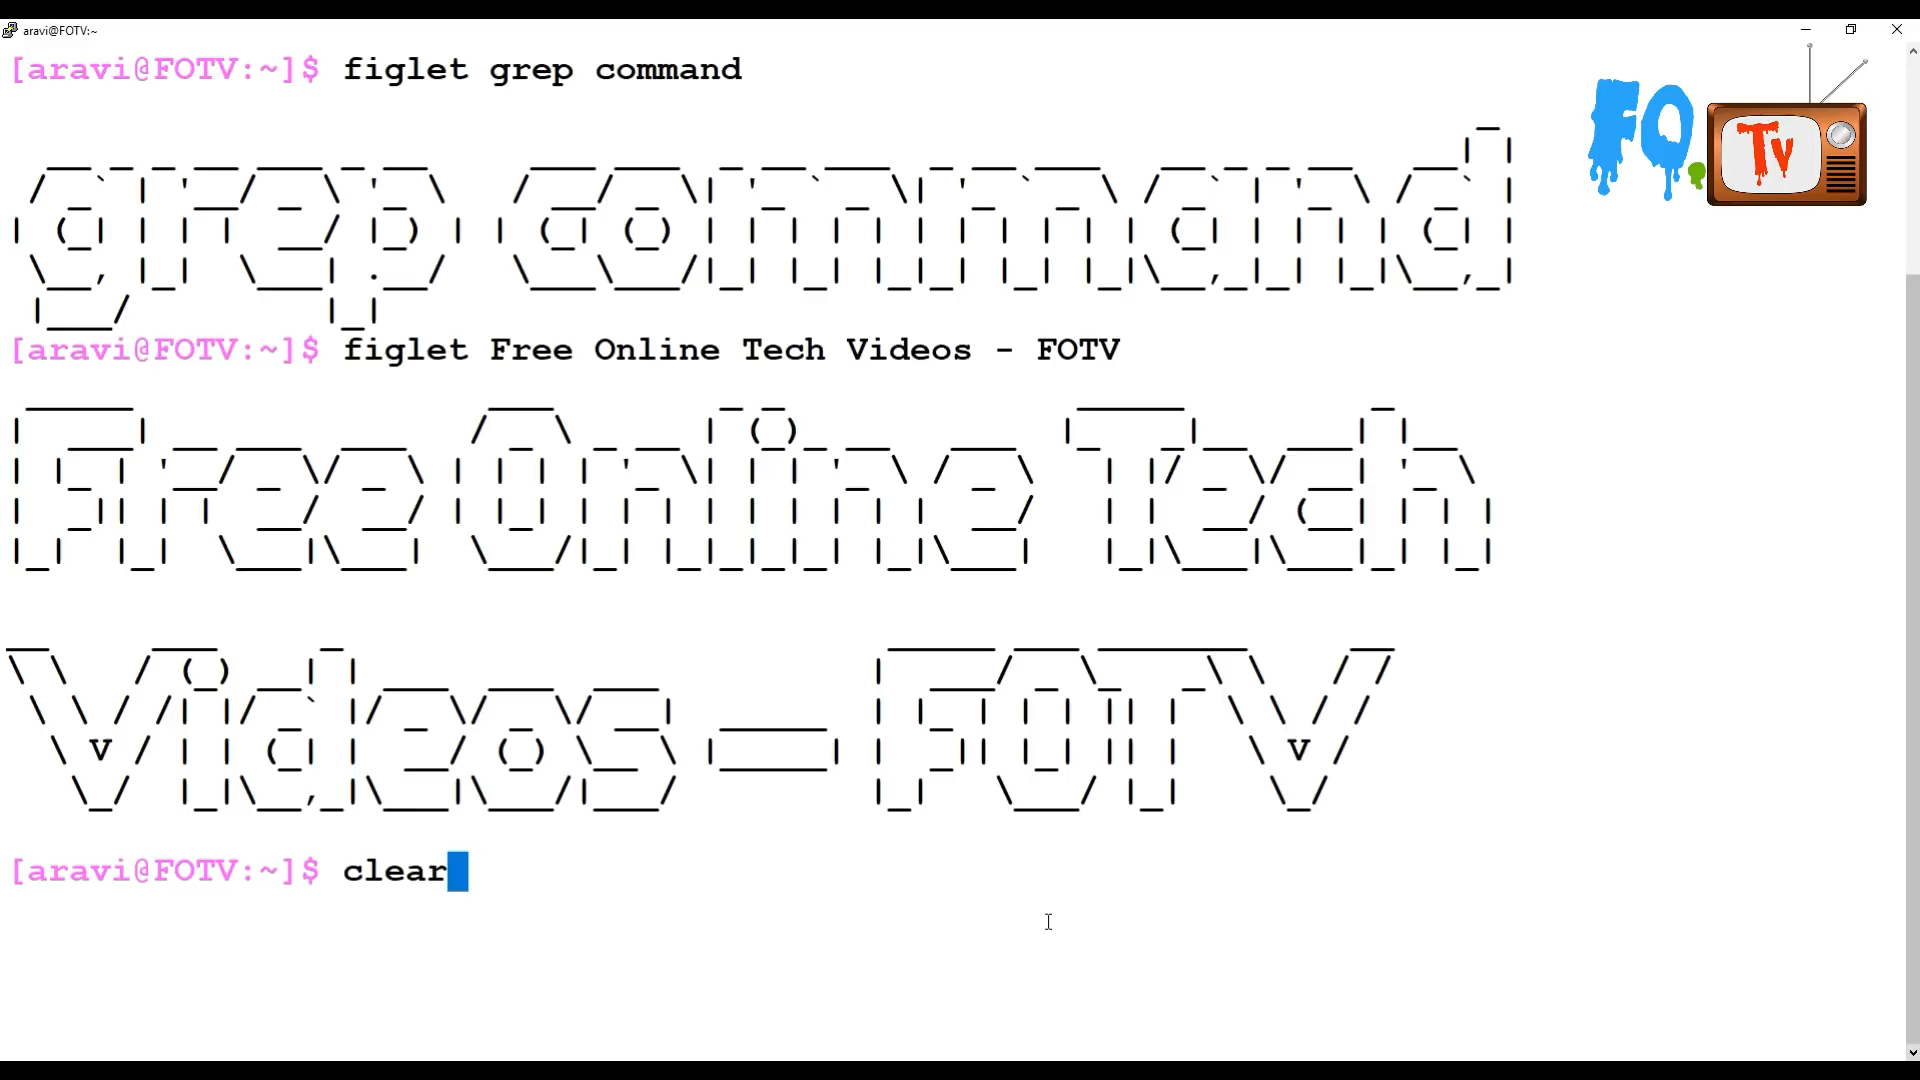 aravi@FOTV:~
[aravi@FOTV:~]$ figlet grep command
grep command
[aravi@FOTV:~]$ figlet Free Online Tech Videos - FOTV
Free Online Tech
Videos - FOTV
[aravi@FOTV:~]$ clear
FO.
Tv